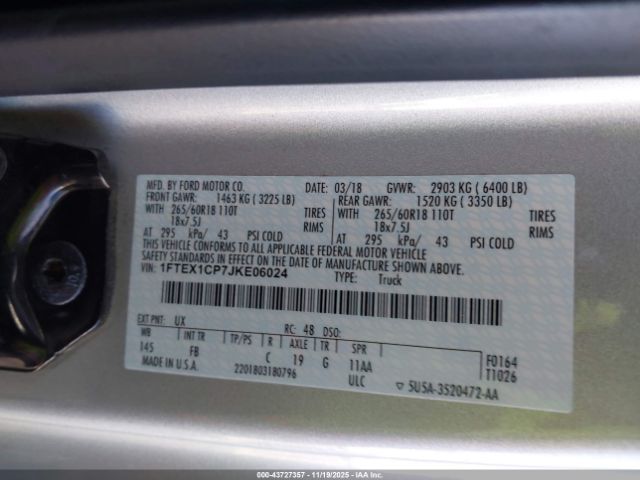 MFD. BY FORD MOTOR CO. DATE: 03/18 GVWR: 2903 KG ( 6400 LB)
FRONT GAWR: 1463 KG ( 3225 LB) REAR GAWR: 1520 KG ( 3350 LB)
WITH 265/60R18 110T TIRES WITH 265/60R18 110T TIRES
18x7.5J RIMS 18x7.5J RIMS
AT 295 kPa/ 43 PSI COLD AT 295 kPa/ 43 PSI COLD
THIS VEHICLE CONFORMS TO ALL APPLICABLE FEDERAL MOTOR VEHICLE
SAFETY STANDARDS IN EFFECT ON THE DATE OF MANUFACTURE SHOWN ABOVE.
VIN: 1FTEX1CP7JKE06024 TYPE: Truck
EXT PNT: UX RC: 48 DSO:
WB INT TR TP/PS R AXLE TR SPR
145 FB C 19 G 11AA F0164
MADE IN U.S.A. 2201803180796 ULC T1026
▽ 5U5A-3520472-AA
000-43727357 - 11/19/2025 - IAAI.CA